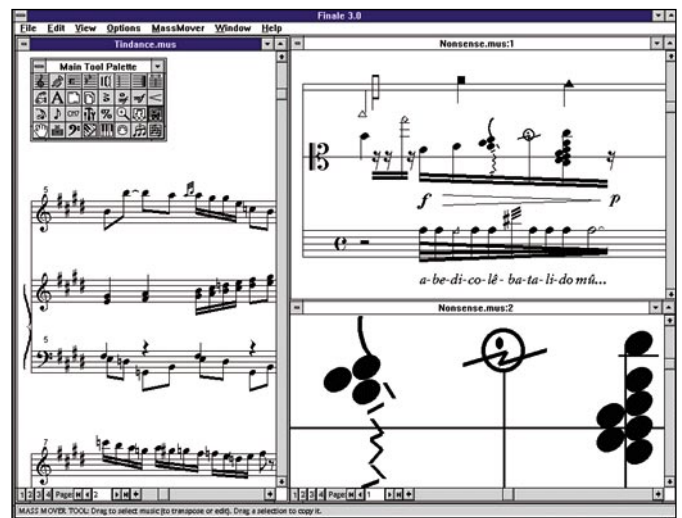 Finale 3.0
File Edit View Options MassMover Window Help
Tindance.mus
Main Tool Palette
CM7
5
5
7
1 2 3 4 Page: 2
Nonsense.mus:1
f p
a-be-di-co-lê-ba-ta-li-do mû...
Nonsense.mus:2
1 2 3 4 Page: 1
MASS MOVER TOOL: Drag to select music (to transpose or edit). Drag a selection to copy it.